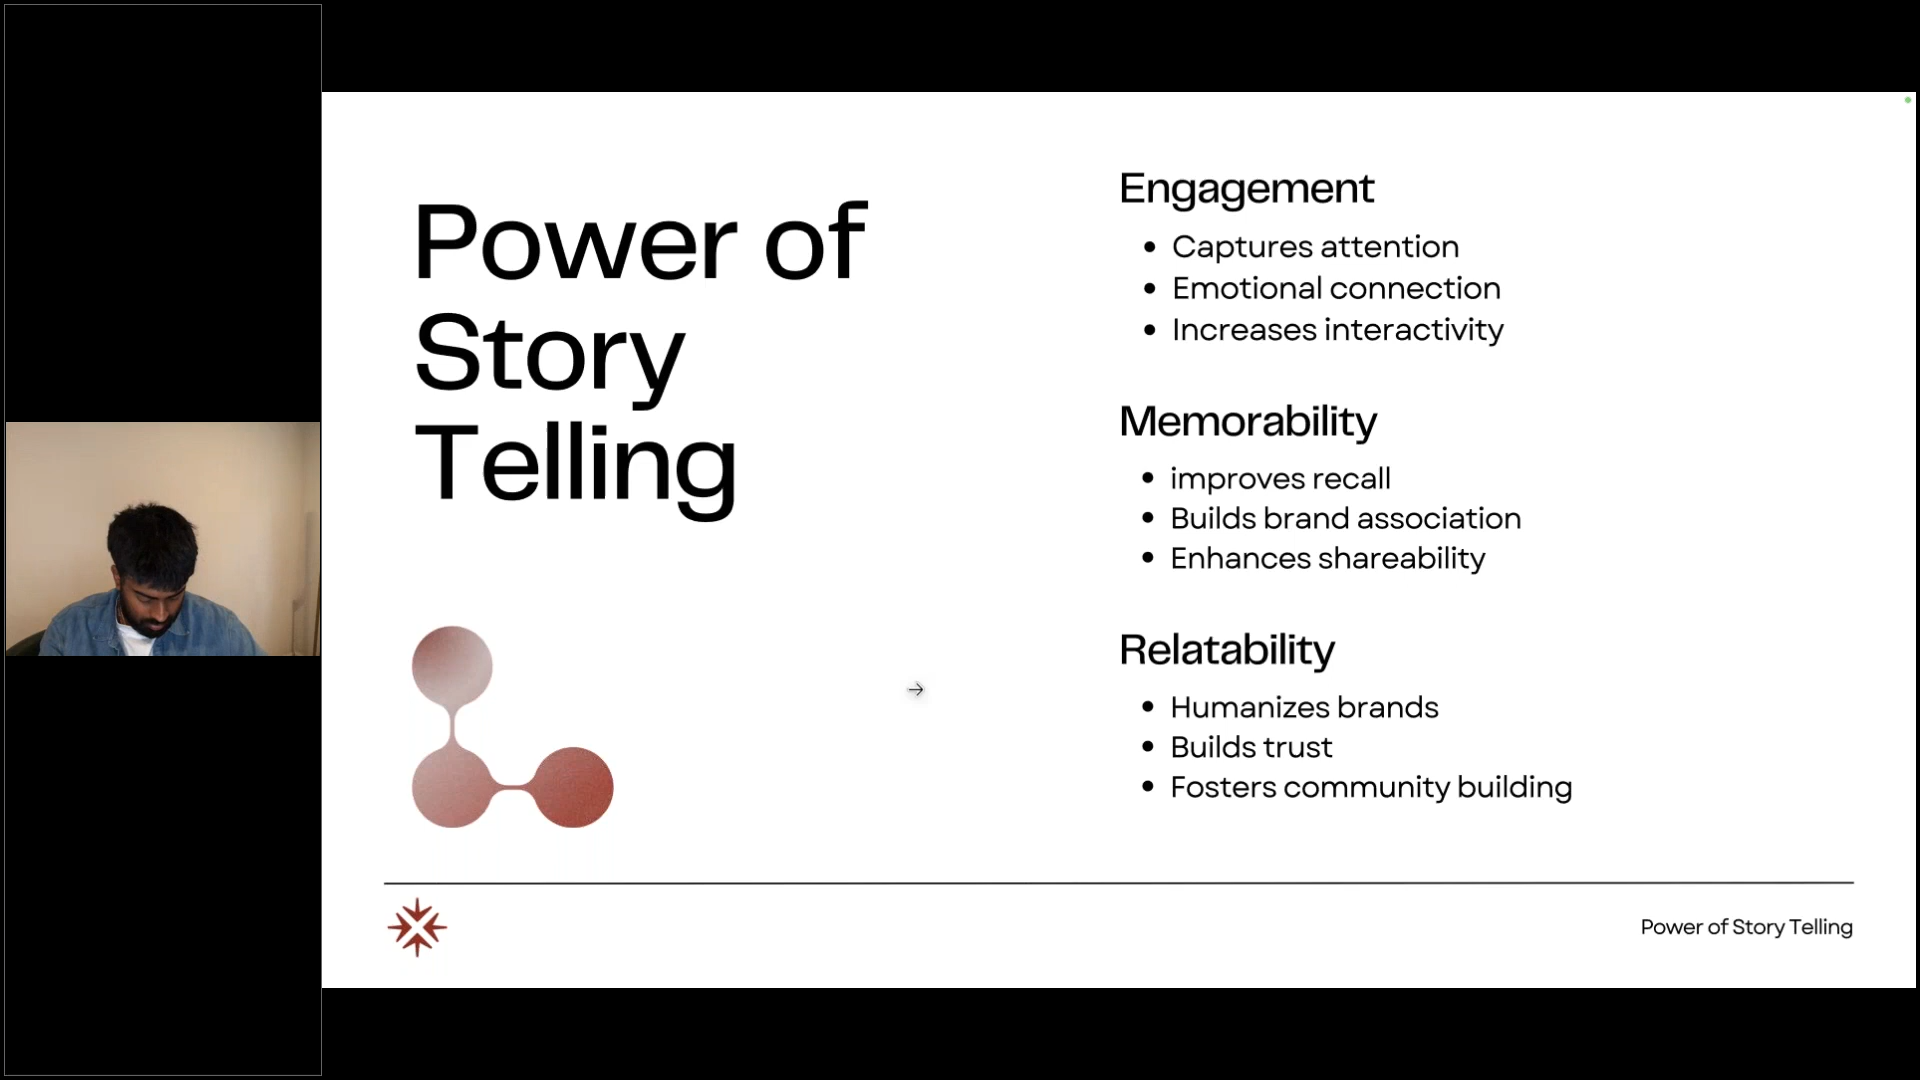 Power of
Story
Telling
Engagement
• Captures attention
• Emotional connection
• Increases interactivity
Memorability
• improves recall
• Builds brand association
• Enhances shareability
Relatability
• Humanizes brands
• Builds trust
• Fosters community building
Power of Story Telling